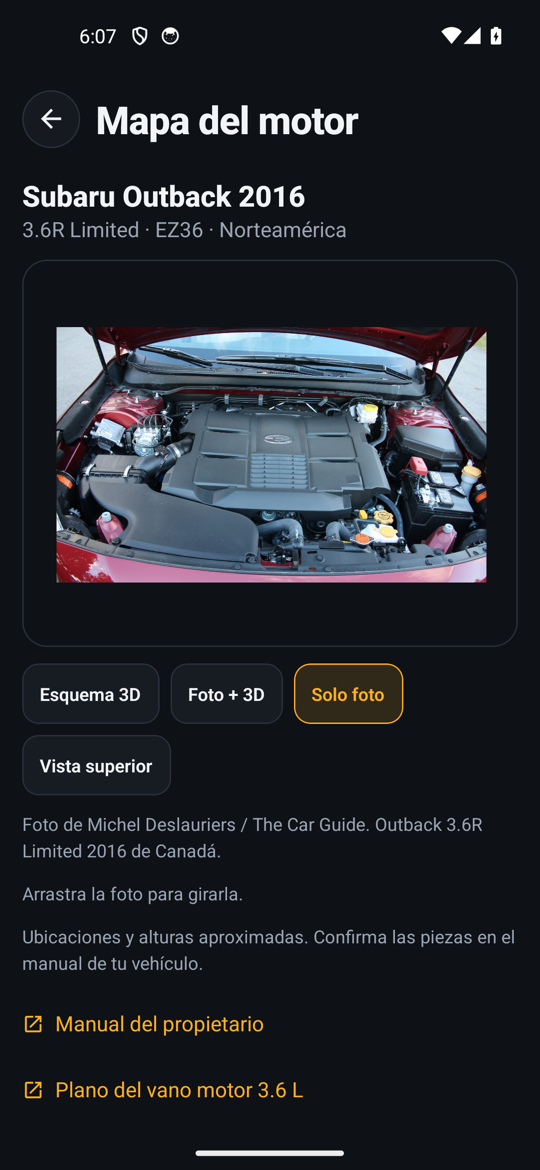 6:07
Mapa del motor
Subaru Outback 2016
3.6R Limited · EZ36 · Norteamérica
Esquema 3D
Foto + 3D
Solo foto
Vista superior
Foto de Michel Deslauriers / The Car Guide. Outback 3.6R
Limited 2016 de Canadá.
Arrastra la foto para girarla.
Ubicaciones y alturas aproximadas. Confirma las piezas en el
manual de tu vehículo.
Manual del propietario
Plano del vano motor 3.6 L